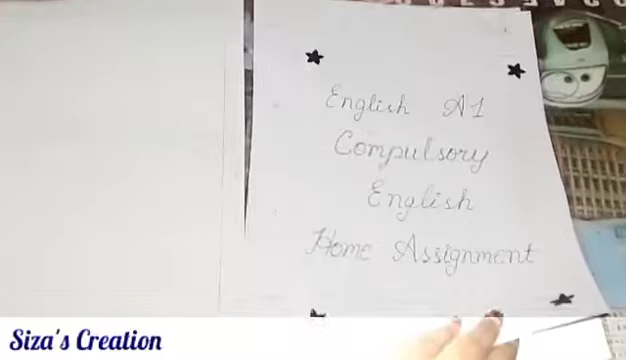 English A1
Compulsory
English
Home Assignment
Siza's Creation